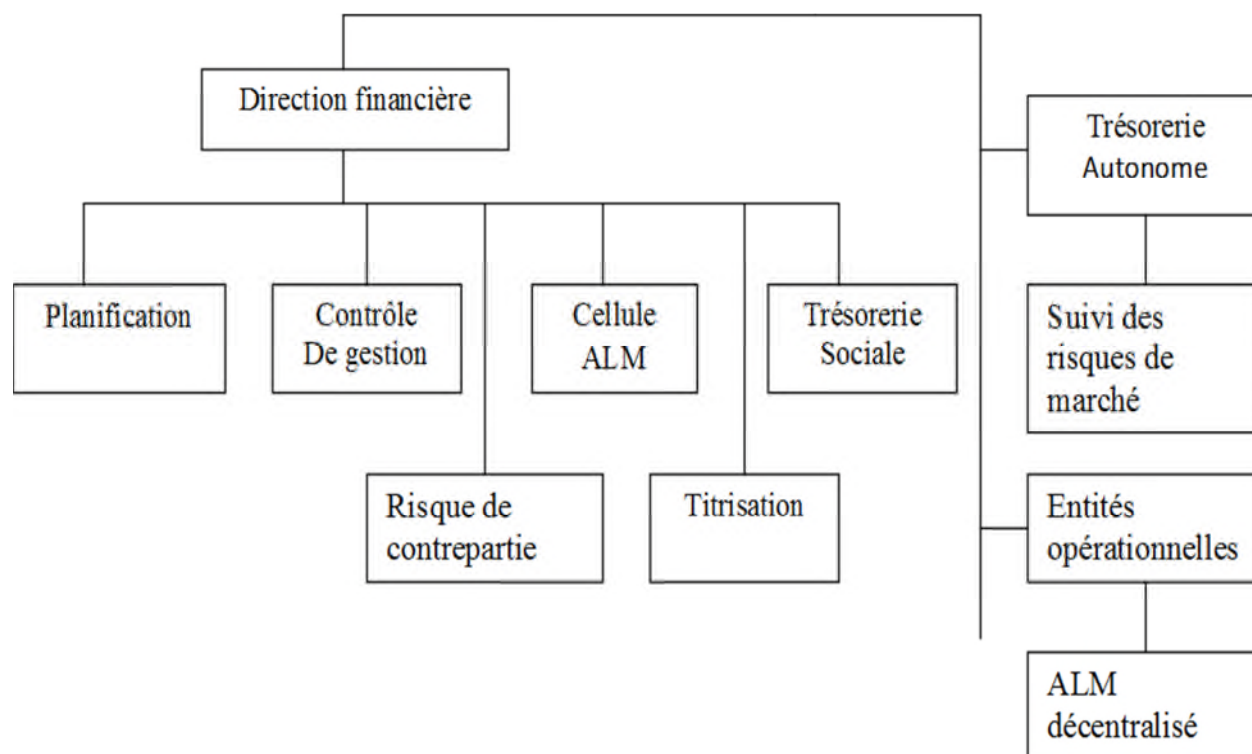 Direction financière
Trésorerie
Autonome
Planification
Contrôle
De gestion
Cellule
ALM
Trésorerie
Sociale
Suivi des
risques de
marché
Risque de
contrepartie
Titrisation
Entités
opérationnelles
ALM
décentralisé